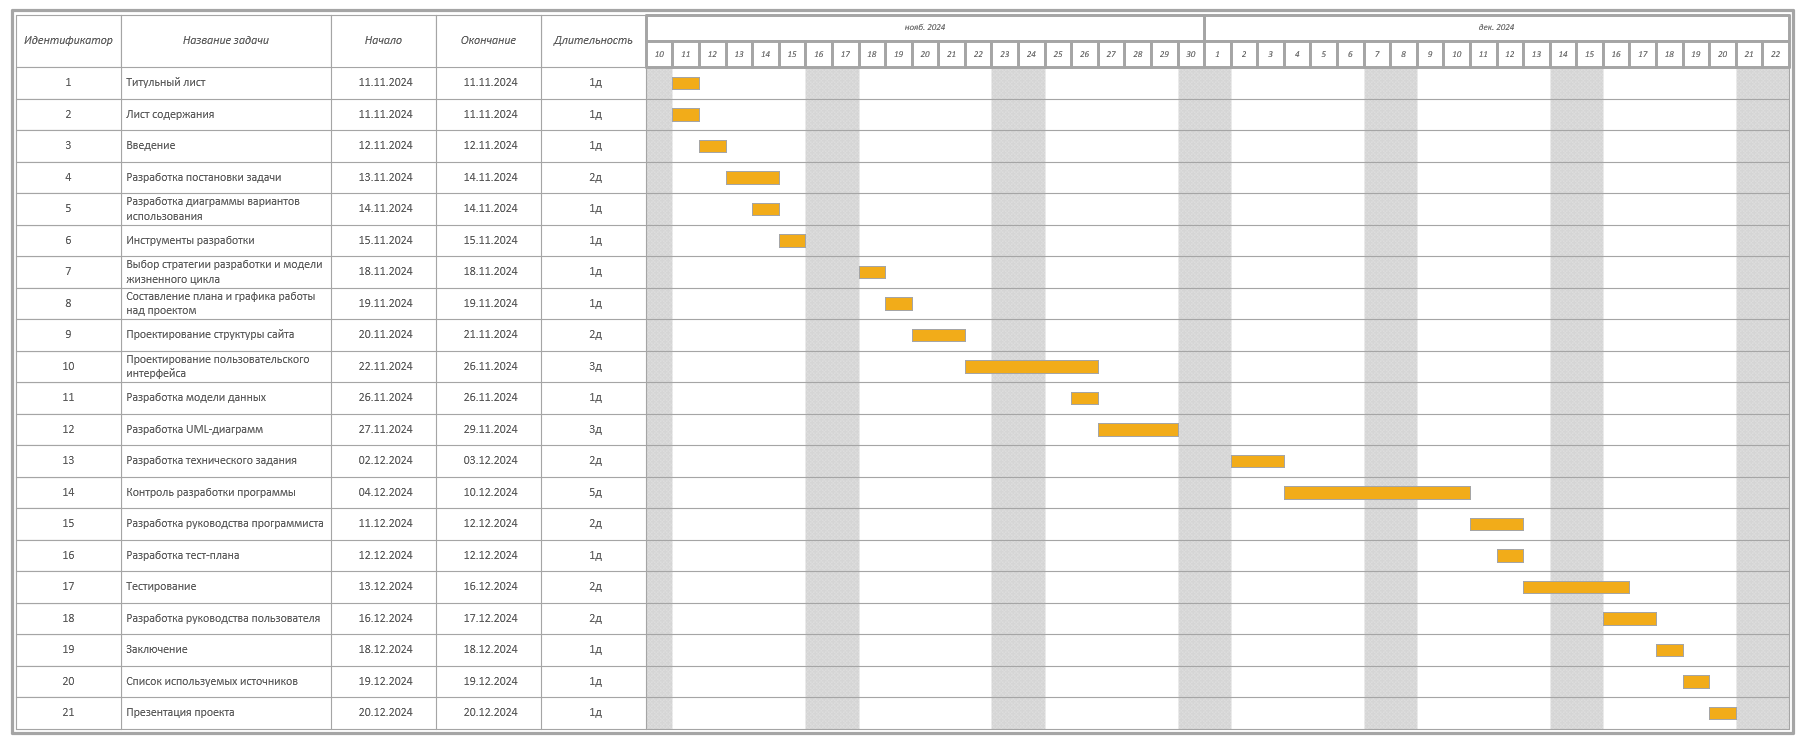 Идентификатор Название задачи Начало Окончание Длительность
нояб. 2024 дек. 2024
10 11 12 13 14 15 16 17 18 19 20 21 22 23 24 25 26 27 28 29 30 1 2 3 4 5 6 7 8 9 10 11 12 13 14 15 16 17 18 19 20 21 22
1 Титульный лист 11.11.2024 11.11.2024 1д
2 Лист содержания 11.11.2024 11.11.2024 1д
3 Введение 12.11.2024 12.11.2024 1д
4 Разработка постановки задачи 13.11.2024 14.11.2024 2д
5 Разработка диаграммы вариантов
использования 14.11.2024 14.11.2024 1д
6 Инструменты разработки 15.11.2024 15.11.2024 1д
7 Выбор стратегии разработки и модели
жизненного цикла 18.11.2024 18.11.2024 1д
8 Составление плана и графика работы
над проектом 19.11.2024 19.11.2024 1д
9 Проектирование структуры сайта 20.11.2024 21.11.2024 2д
10 Проектирование пользовательского
интерфейса 22.11.2024 26.11.2024 3д
11 Разработка модели данных 26.11.2024 26.11.2024 1д
12 Разработка UML-диаграмм 27.11.2024 29.11.2024 3д
13 Разработка технического задания 02.12.2024 03.12.2024 2д
14 Контроль разработки программы 04.12.2024 10.12.2024 5д
15 Разработка руководства программиста 11.12.2024 12.12.2024 2д
16 Разработка тест-плана 12.12.2024 12.12.2024 1д
17 Тестирование 13.12.2024 16.12.2024 2д
18 Разработка руководства пользователя 16.12.2024 17.12.2024 2д
19 Заключение 18.12.2024 18.12.2024 1д
20 Список используемых источников 19.12.2024 19.12.2024 1д
21 Презентация проекта 20.12.2024 20.12.2024 1д